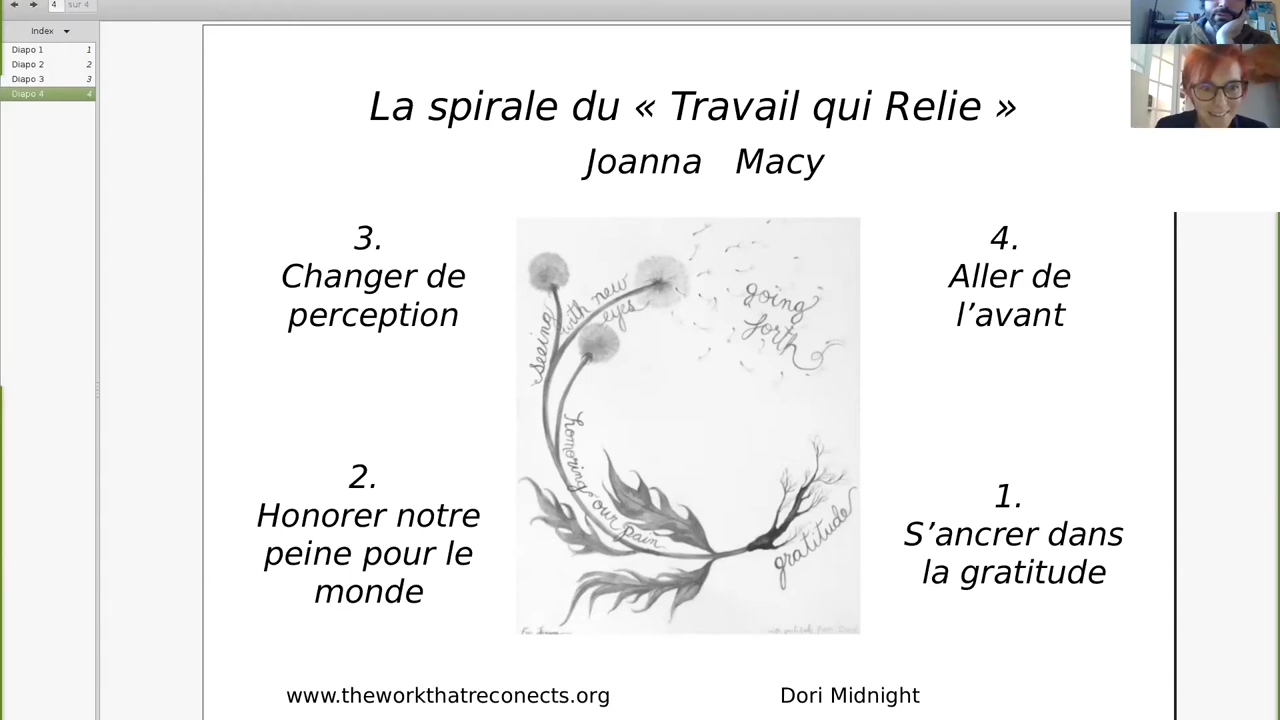 4 sur 4
Index
Diapo 1 1
Diapo 2 2
Diapo 3 3
Diapo 4 4
La spirale du « Travail qui Relie »
Joanna Macy
3.
Changer de
perception
4.
Aller de
l’avant
seeing with new
eyes
going
forth
honoring our pain
gratitude
2.
Honorer notre
peine pour le
monde
1.
S’ancrer dans
la gratitude
www.theworkthatreconects.org
Dori Midnight